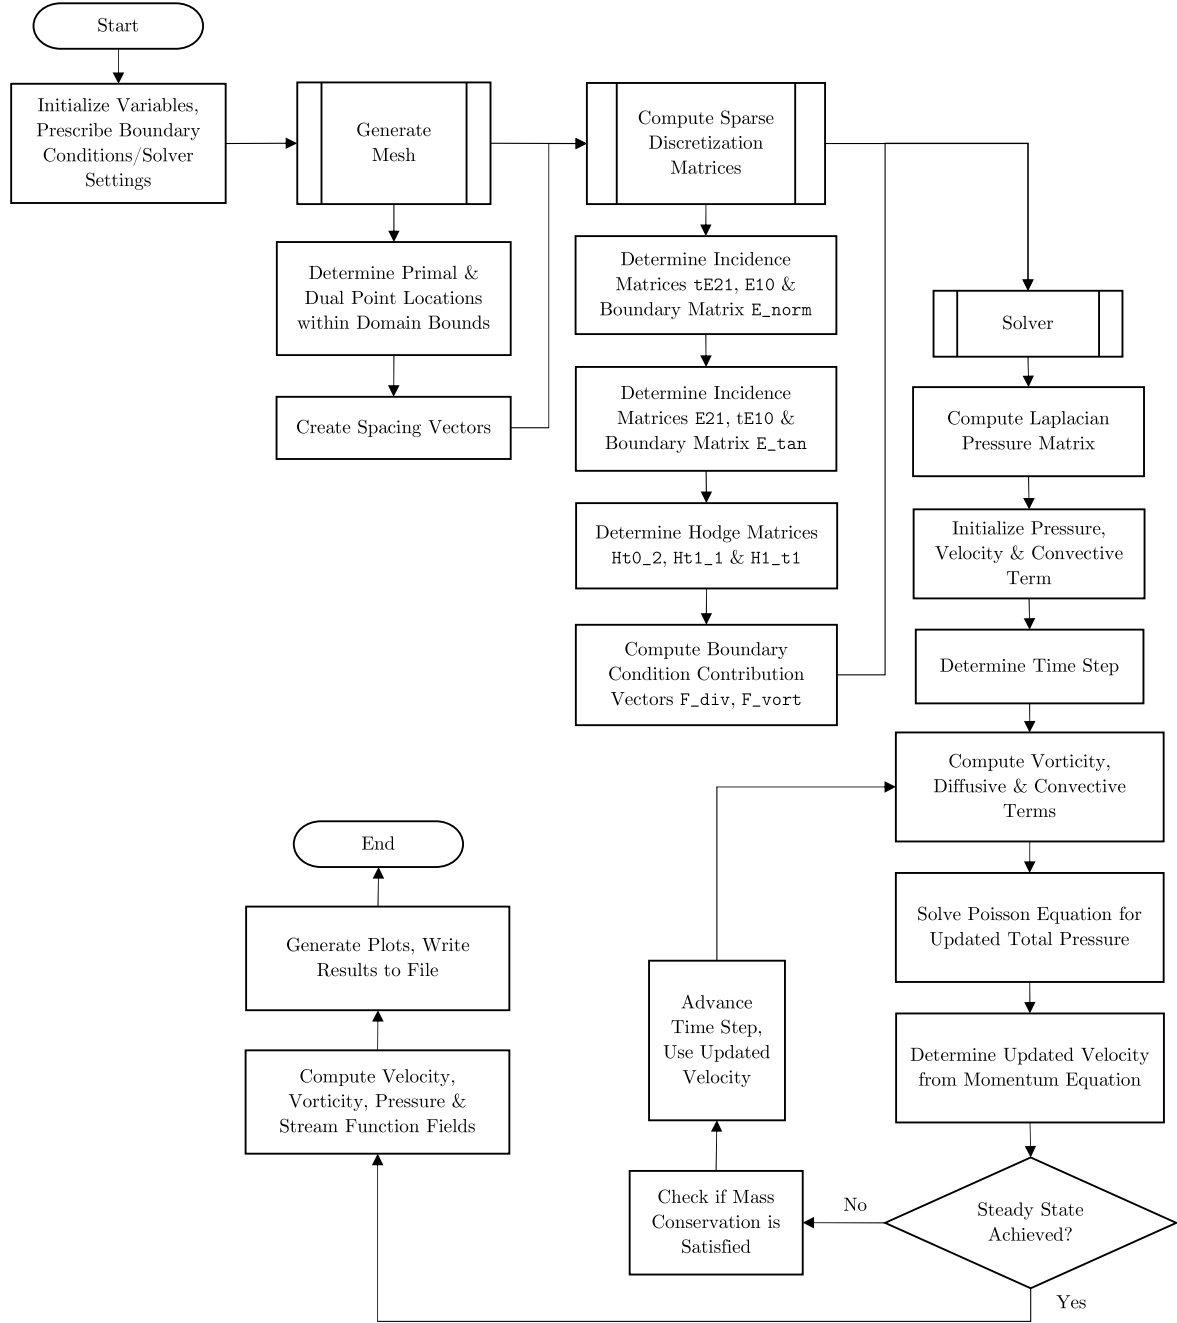 Start
Initialize Variables,
Prescribe Boundary
Conditions/Solver
Settings
Generate
Mesh
Determine Primal &
Dual Point Locations
within Domain Bounds
Create Spacing Vectors
Compute Sparse
Discretization
Matrices
Determine Incidence
Matrices tE21, E10 &
Boundary Matrix E_norm
Determine Incidence
Matrices E21, tE10 &
Boundary Matrix E_tan
Determine Hodge Matrices
Ht0_2, Ht1_1 & H1_t1
Compute Boundary
Condition Contribution
Vectors F_div, F_vort
Solver
Compute Laplacian
Pressure Matrix
Initialize Pressure,
Velocity & Convective
Term
Determine Time Step
Compute Vorticity,
Diffusive & Convective
Terms
Solve Poisson Equation for
Updated Total Pressure
Determine Updated Velocity
from Momentum Equation
Steady State
Achieved?
No
Check if Mass
Conservation is
Satisfied
Advance
Time Step,
Use Updated
Velocity
Yes
Compute Velocity,
Vorticity, Pressure &
Stream Function Fields
Generate Plots, Write
Results to File
End